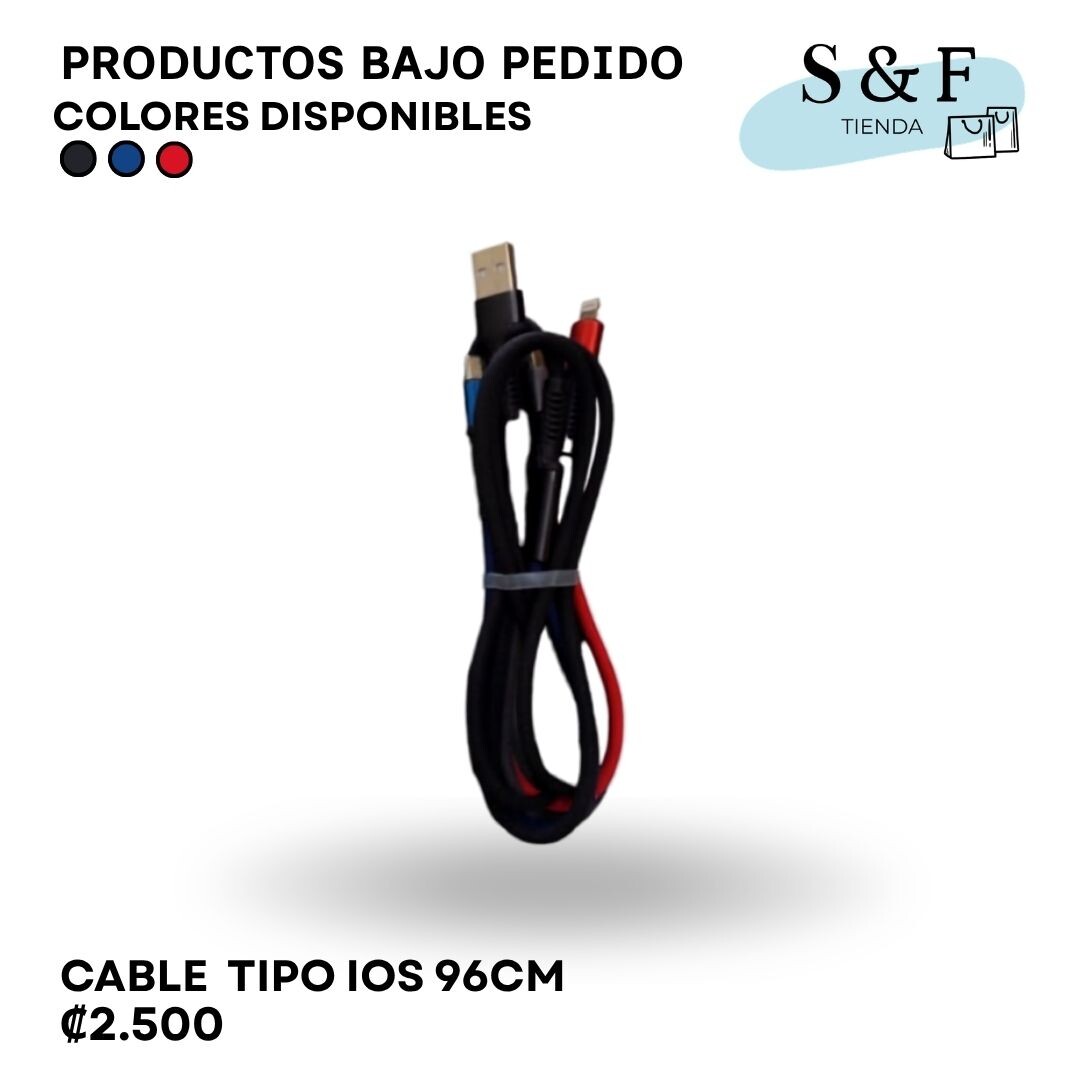 PRODUCTOS BAJO PEDIDO
COLORES DISPONIBLES
S & F
TIENDA
CABLE TIPO IOS 96CM
₡2.500